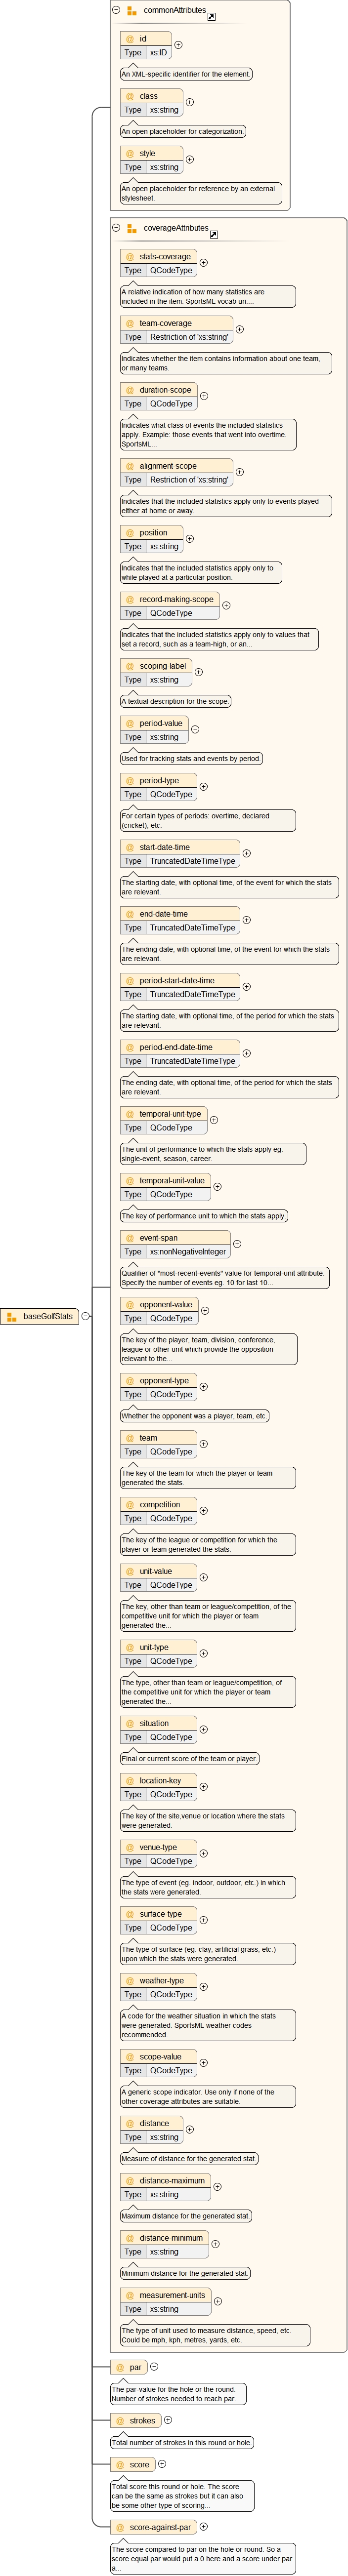 commonAttributes
@ id
Type xs:ID
An XML-specific identifier for the element.
@ class
Type xs:string
An open placeholder for categorization.
@ style
Type xs:string
An open placeholder for reference by an external
stylesheet.
coverageAttributes
@ stats-coverage
Type QCodeType
A relative indication of how many statistics are
included in the item. SportsML vocab uri:...
@ team-coverage
Type Restriction of 'xs:string'
Indicates whether the item contains information about one team,
or many teams.
@ duration-scope
Type QCodeType
Indicates what class of events the included statistics
apply. Example: those events that went into overtime.
SportsML...
@ alignment-scope
Type Restriction of 'xs:string'
Indicates that the included statistics apply only to events played
either at home or away.
@ position
Type xs:string
Indicates that the included statistics apply only to
while played at a particular position.
@ record-making-scope
Type QCodeType
Indicates that the included statistics apply only to values that
set a record, such as a team-high, or an...
@ scoping-label
Type xs:string
A textual description for the scope.
@ period-value
Type xs:string
Used for tracking stats and events by period.
@ period-type
Type QCodeType
For certain types of periods: overtime, declared
(cricket), etc.
@ start-date-time
Type TruncatedDateTimeType
The starting date, with optional time, of the event for which the stats
are relevant.
@ end-date-time
Type TruncatedDateTimeType
The ending date, with optional time, of the event for which the stats
are relevant.
@ period-start-date-time
Type TruncatedDateTimeType
The starting date, with optional time, of the period for which the stats
are relevant.
@ period-end-date-time
Type TruncatedDateTimeType
The ending date, with optional time, of the period for which the stats
are relevant.
@ temporal-unit-type
Type QCodeType
The unit of performance to which the stats apply eg.
single-event, season, career.
@ temporal-unit-value
Type QCodeType
The key of performance unit to which the stats apply.
@ event-span
Type xs:nonNegativeInteger
Qualifier of "most-recent-events" value for temporal-unit attribute.
Specify the number of events eg. 10 for last 10...
baseGolfStats
@ opponent-value
Type QCodeType
The key of the player, team, division, conference,
league or other unit which provide the opposition
relevant to the...
@ opponent-type
Type QCodeType
Whether the opponent was a player, team, etc.
@ team
Type QCodeType
The key of the team for which the player or team
generated the stats.
@ competition
Type QCodeType
The key of the league or competition for which the
player or team generated the stats.
@ unit-value
Type QCodeType
The key, other than team or league/competition, of the
competitive unit for which the player or team
generated the...
@ unit-type
Type QCodeType
The type, other than team or league/competition, of
the competitive unit for which the player or team
generated the...
@ situation
Type QCodeType
Final or current score of the team or player.
@ location-key
Type QCodeType
The key of the site,venue or location where the stats
were generated.
@ venue-type
Type QCodeType
The type of event (eg. indoor, outdoor, etc.) in which
the stats were generated.
@ surface-type
Type QCodeType
The type of surface (eg. clay, artificial grass, etc.)
upon which the stats were generated.
@ weather-type
Type QCodeType
A code for the weather situation in which the stats
were generated. SportsML weather codes
recommended.
@ scope-value
Type QCodeType
A generic scope indicator. Use only if none of the
other coverage attributes are suitable.
@ distance
Type xs:string
Measure of distance for the generated stat.
@ distance-maximum
Type xs:string
Maximum distance for the generated stat.
@ distance-minimum
Type xs:string
Minimum distance for the generated stat.
@ measurement-units
Type xs:string
The type of unit used to measure distance, speed, etc.
Could be mph, kph, metres, yards, etc.
@ par
The par-value for the hole or the round.
Number of strokes needed to reach par.
@ strokes
Total number of strokes in this round or hole.
@ score
Total score this round or hole. The score
can be the same as strokes but it can also
be some other type of scoring...
@ score-against-par
The score compared to par on the hole or round. So a
score equal par would put a 0 here and a score under par
a...